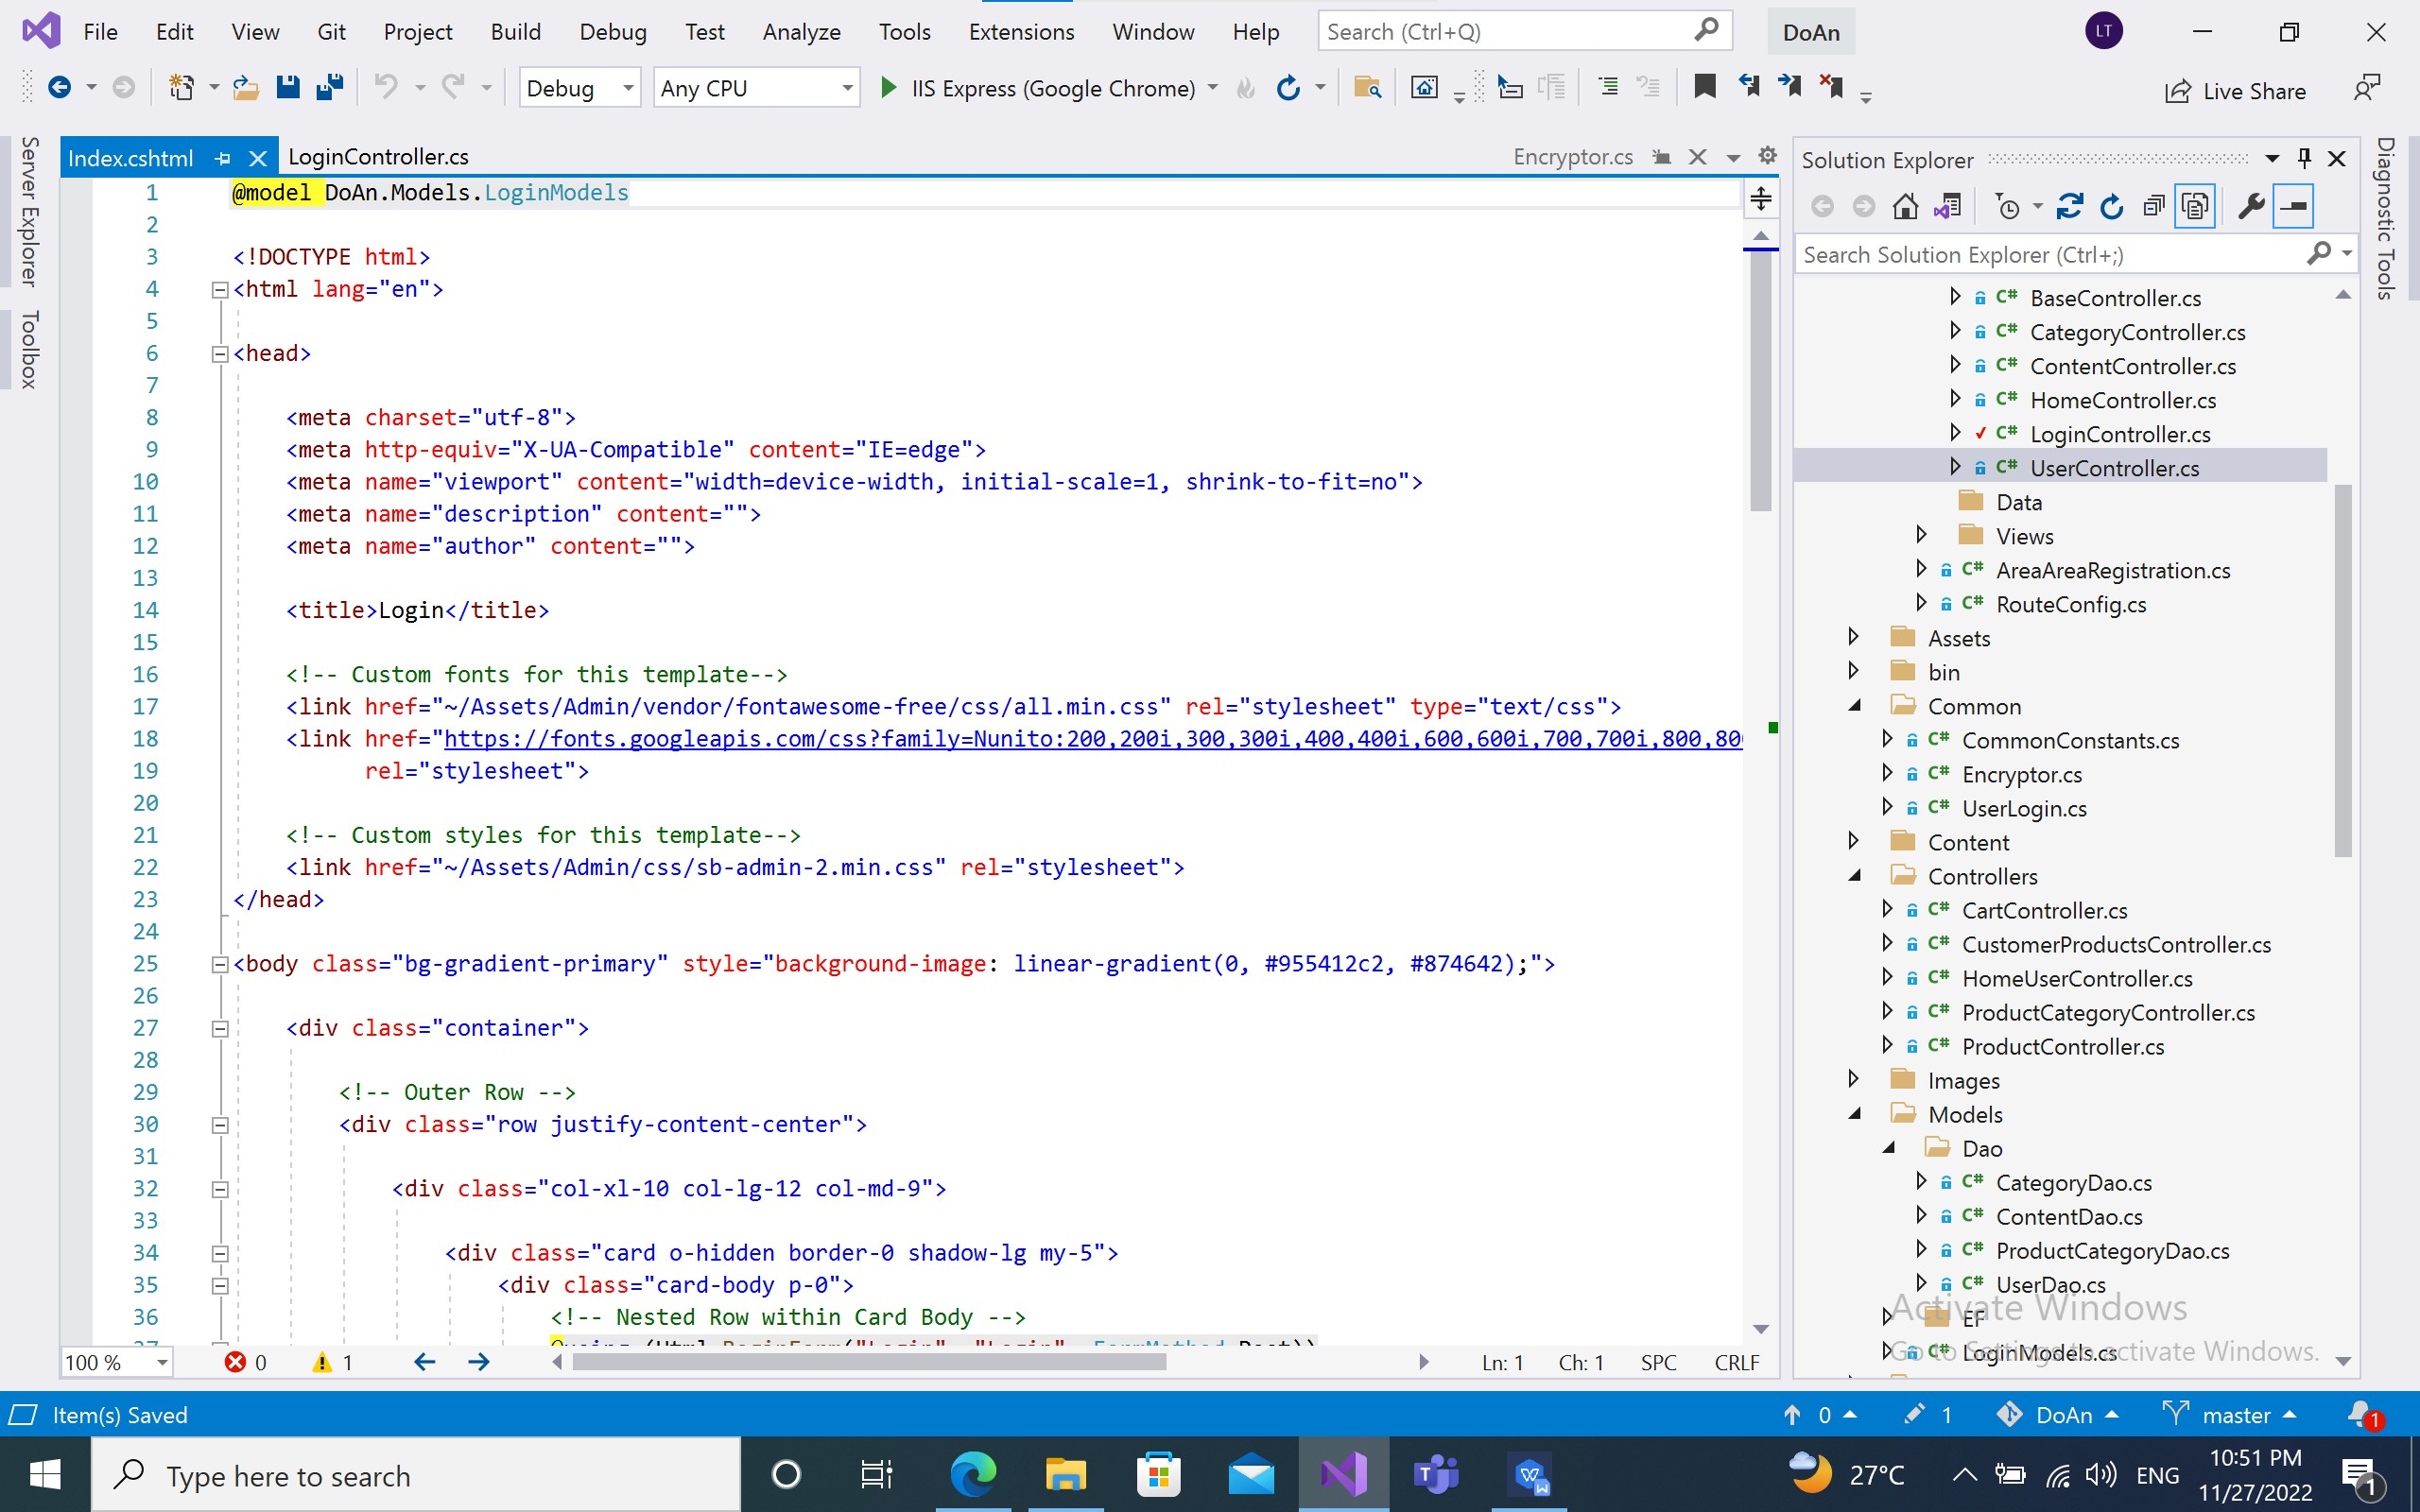 File Edit View Git Project Build Debug Test Analyze Tools Extensions Window Help Search (Ctrl+Q) DoAn LT
Debug Any CPU IIS Express (Google Chrome) Live Share
Server Explorer
Toolbox
Index.cshtml LoginController.cs Encryptor.cs
1 @model DoAn.Models.LoginModels
2
3 <!DOCTYPE html>
4 <html lang="en">
5
6 <head>
7
8 <meta charset="utf-8">
9 <meta http-equiv="X-UA-Compatible" content="IE=edge">
10 <meta name="viewport" content="width=device-width, initial-scale=1, shrink-to-fit=no">
11 <meta name="description" content="">
12 <meta name="author" content="">
13
14 <title>Login</title>
15
16 <!-- Custom fonts for this template-->
17 <link href="~/Assets/Admin/vendor/fontawesome-free/css/all.min.css" rel="stylesheet" type="text/css">
18 <link href="https://fonts.googleapis.com/css?family=Nunito:200,200i,300,300i,400,400i,600,600i,700,700i,800,80
19 rel="stylesheet">
20
21 <!-- Custom styles for this template-->
22 <link href="~/Assets/Admin/css/sb-admin-2.min.css" rel="stylesheet">
23 </head>
24
25 <body class="bg-gradient-primary" style="background-image: linear-gradient(0, #955412c2, #874642);">
26
27 <div class="container">
28
29 <!-- Outer Row -->
30 <div class="row justify-content-center">
31
32 <div class="col-xl-10 col-lg-12 col-md-9">
33
34 <div class="card o-hidden border-0 shadow-lg my-5">
35 <div class="card-body p-0">
36 <!-- Nested Row within Card Body -->
100 % 0 1 Ln: 1 Ch: 1 SPC CRLF
Solution Explorer
Search Solution Explorer (Ctrl+;)
C# BaseController.cs
C# CategoryController.cs
C# ContentController.cs
C# HomeController.cs
C# LoginController.cs
C# UserController.cs
Data
Views
C# AreaAreaRegistration.cs
C# RouteConfig.cs
Assets
bin
Common
C# CommonConstants.cs
C# Encryptor.cs
C# UserLogin.cs
Content
Controllers
C# CartController.cs
C# CustomerProductsController.cs
C# HomeUserController.cs
C# ProductCategoryController.cs
C# ProductController.cs
Images
Models
Dao
C# CategoryDao.cs
C# ContentDao.cs
C# ProductCategoryDao.cs
C# UserDao.cs
EF
C# LoginModels.cs
Activate Windows
Go to Settings to activate Windows.
Diagnostic Tools
Item(s) Saved 0 1 DoAn master 1
Type here to search 27°C ENG 10:51 PM
11/27/2022 1